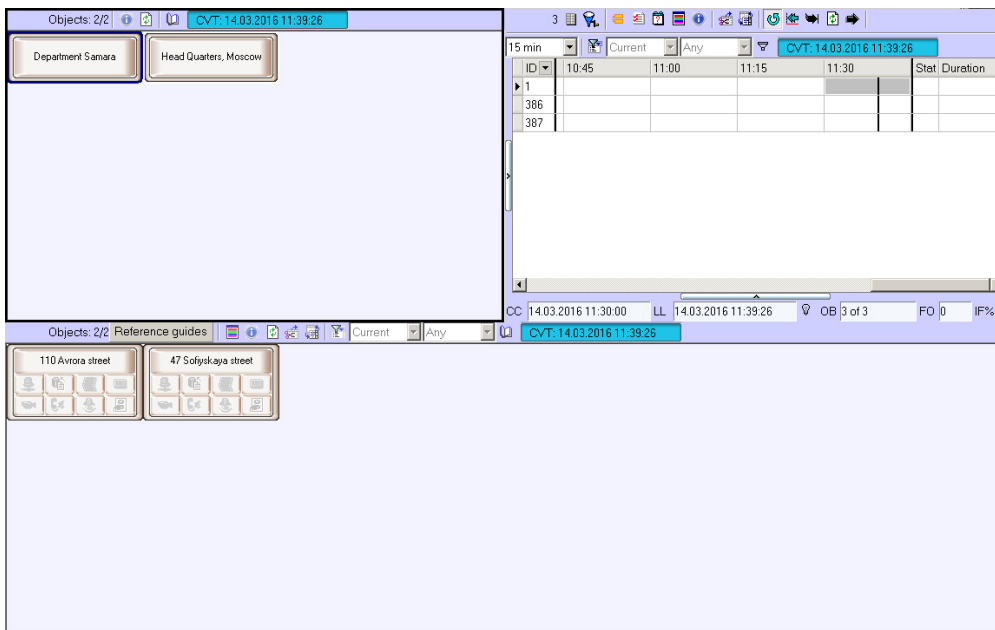 Objects: 2/2 CVT: 14.03.2016 11:39:26
Department Samara
Head Quarters, Moscow
3
15 min Current Any CVT: 14.03.2016 11:39:26
ID 10:45 11:00 11:15 11:30 Stat Duration
1
386
387
CC 14.03.2016 11:30:00 LL 14.03.2016 11:39:26 OB 3 of 3 FO 0 IF%
Objects: 2/2 Reference guides Current Any CVT: 14.03.2016 11:39:26
110 Avrora street
47 Sofiyskaya street